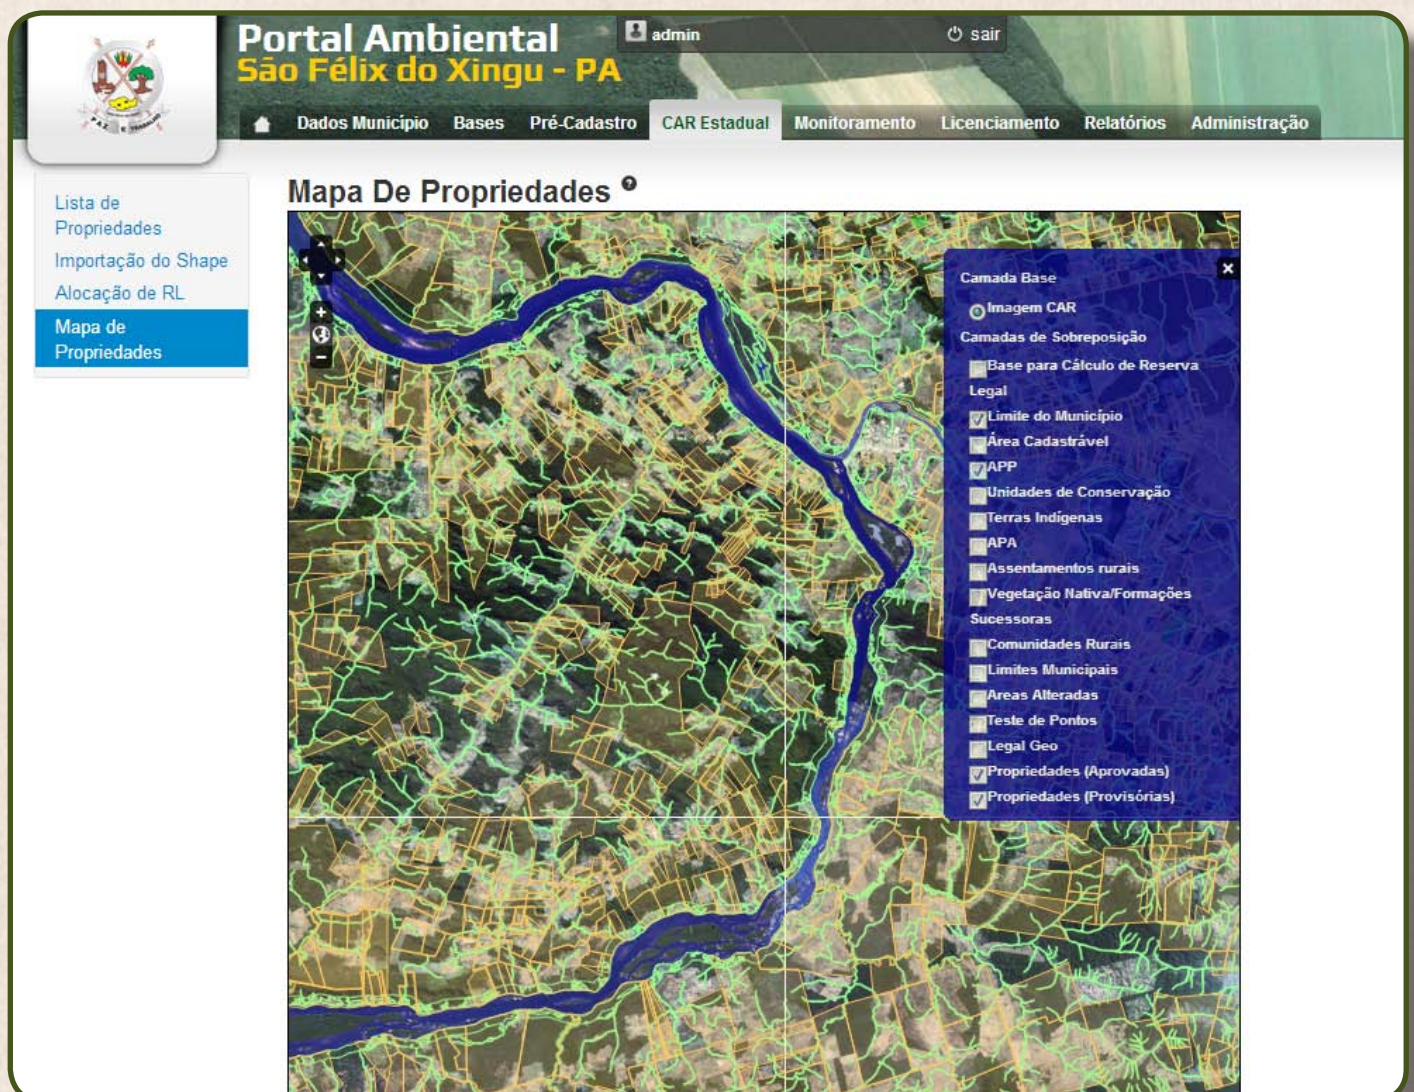 Portal Ambiental
São Félix do Xingu - PA
admin
sair
PAZ E TRABALHO
Dados Município Bases Pré-Cadastro CAR Estadual Monitoramento Licenciamento Relatórios Administração
Lista de
Propriedades
Importação do Shape
Alocação de RL
Mapa de
Propriedades
Mapa De Propriedades ?
Camada Base
Imagem CAR
Camadas de Sobreposição
Base para Cálculo de Reserva
Legal
Limite do Município
Área Cadastrável
APP
Unidades de Conservação
Terras Indígenas
APA
Assentamentos rurais
Vegetação Nativa/Formações
Sucessoras
Comunidades Rurais
Limites Municipais
Areas Alteradas
Teste de Pontos
Legal Geo
Propriedades (Aprovadas)
Propriedades (Provisórias)